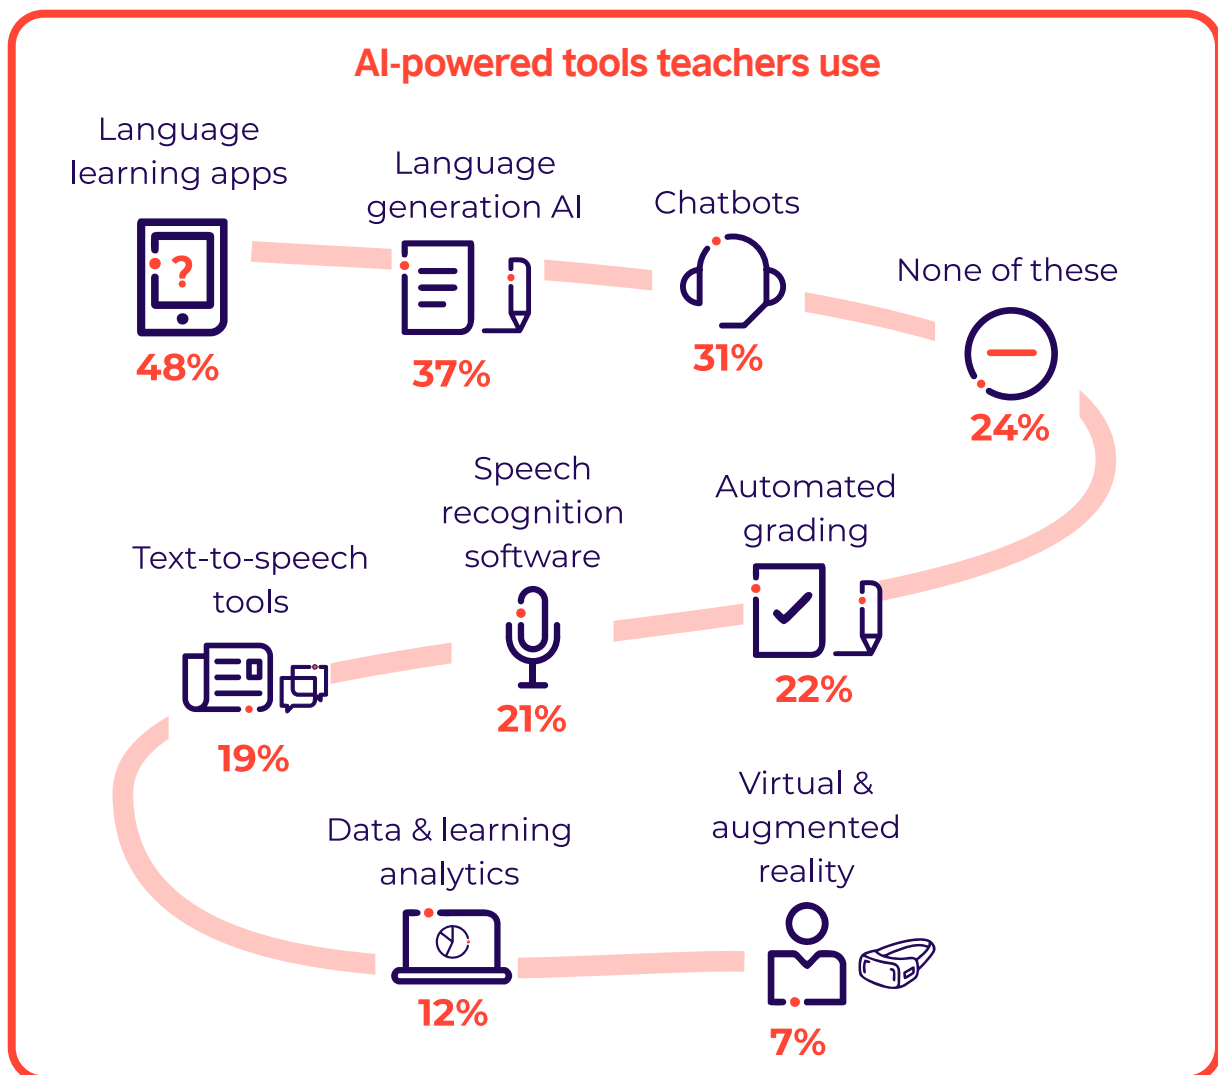 AI-powered tools teachers use
Language
learning apps
?
48%
Language
generation AI
37%
Chatbots
31%
None of these
24%
Automated
grading
22%
Speech
recognition
software
21%
Text-to-speech
tools
19%
Data & learning
analytics
12%
Virtual &
augmented
reality
7%